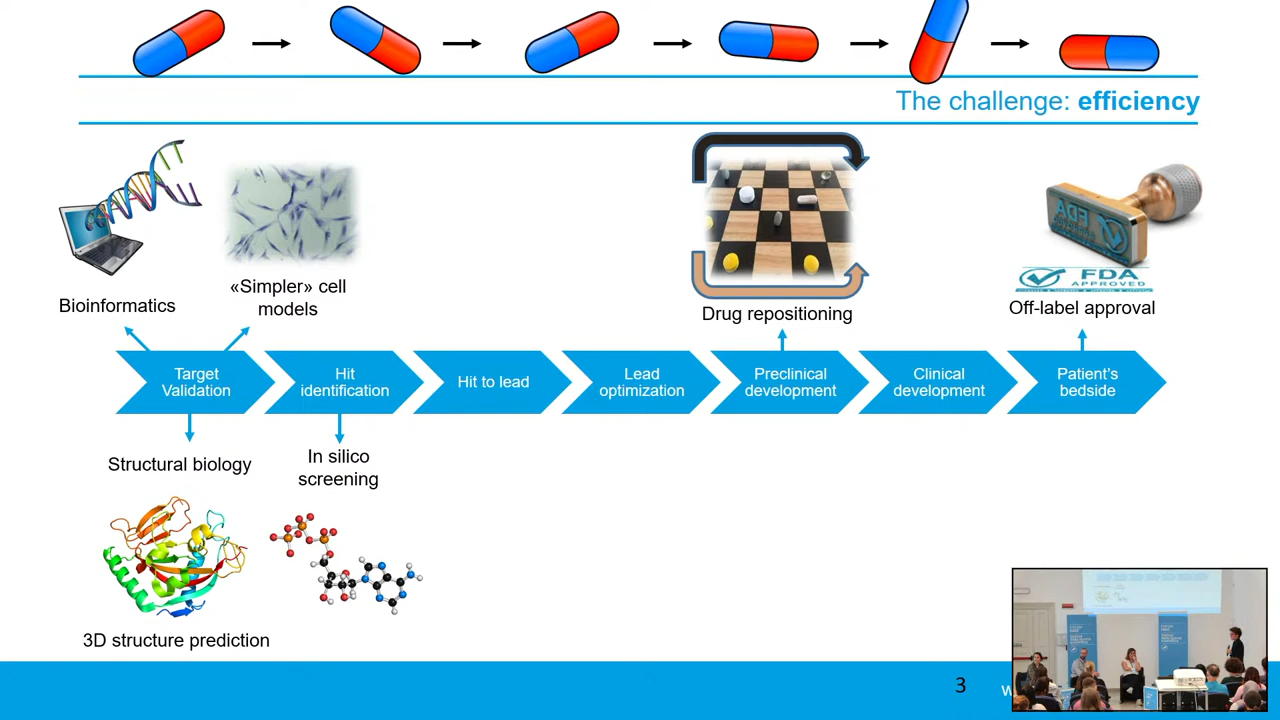 The challenge: efficiency
Bioinformatics
«Simpler» cell
models
FDA
FDA
APPROVED
Drug repositioning
Off-label approval
Target
Validation
Hit
identification
Hit to lead
Lead
optimization
Preclinical
development
Clinical
development
Patient's
bedside
Structural biology
In silico
screening
3D structure prediction
3